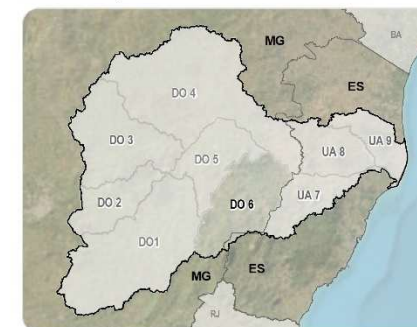 BA
MG
ES
DO 4
DO 3
UA 8
UA 9
DO 5
DO 2
UA 7
DO 6
DO1
MG
ES
RJ